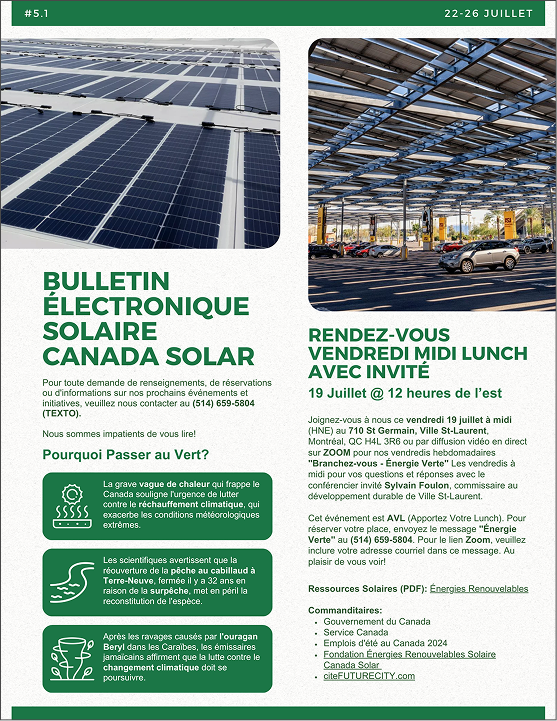 #5.1
22-26 JUILLET
BULLETIN
ÉLECTRONIQUE
SOLAIRE
CANADA SOLAR
Pour toute demande de renseignements, de réservations
ou d'informations sur nos prochains événements et
initiatives, veuillez nous contacter au (514) 659-5804
(TEXTO).
Nous sommes impatients de vous lire!
Pourquoi Passer au Vert?
La grave vague de chaleur qui frappe le
Canada souligne l'urgence de lutter
contre le réchauffement climatique, qui
exacerbe les conditions météorologiques
extrêmes.
Les scientifiques avertissent que la
réouverture de la pêche au cabillaud à
Terre-Neuve, fermée il y a 32 ans en
raison de la surpêche, met en péril la
reconstitution de l'espèce.
Après les ravages causés par l'ouragan
Beryl dans les Caraïbes, les émissaires
jamaïcains affirment que la lutte contre le
changement climatique doit se
poursuivre.
RENDEZ-VOUS
VENDREDI MIDI LUNCH
AVEC INVITÉ
19 Juillet @ 12 heures de l'est
Joignez-vous à nous ce vendredi 19 juillet à midi
(HNE) au 710 St Germain, Ville St-Laurent,
Montréal, QC H4L 3R6 ou par diffusion vidéo en direct
sur ZOOM pour nos vendredis hebdomadaires
"Branchez-vous - Énergie Verte" Les vendredis à
midi pour vos questions et réponses avec le
conférencier invité Sylvain Foulon, commissaire au
développement durable de Ville St-Laurent.
Cet événement est AVL (Apportez Votre Lunch). Pour
réserver votre place, envoyez le message "Énergie
Verte" au (514) 659-5804. Pour le lien Zoom, veuillez
inclure votre adresse courriel dans ce message. Au
plaisir de vous voir!
Ressources Solaires (PDF): Énergies Renouvelables
Commanditaires:
• Gouvernement du Canada
• Service Canada
• Emplois d'été au Canada 2024
• Fondation Énergies Renouvelables Solaire
Canada Solar
• citeFUTURECITY.com